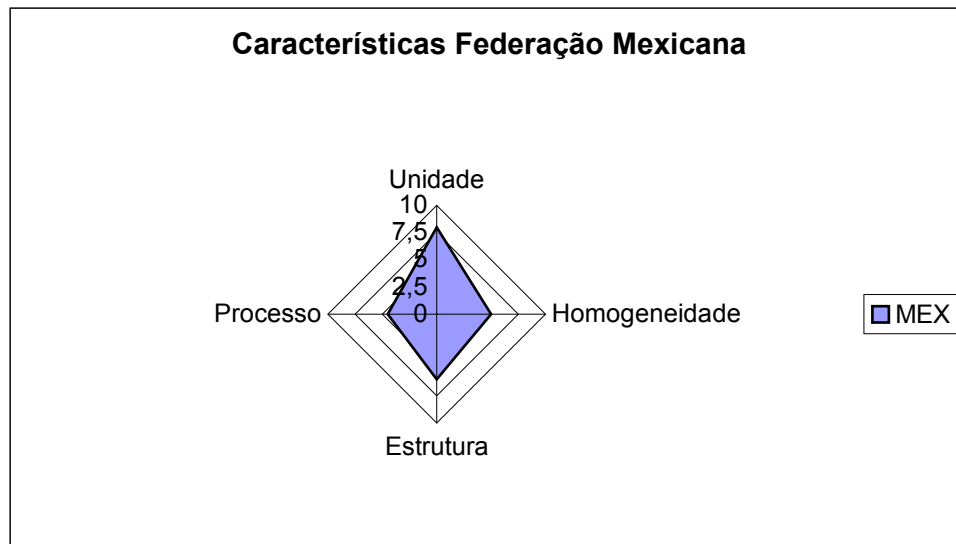 Características Federação Mexicana
Unidade
10
7,5
5
2,5
0
Processo
Homogeneidade
MEX
Estrutura